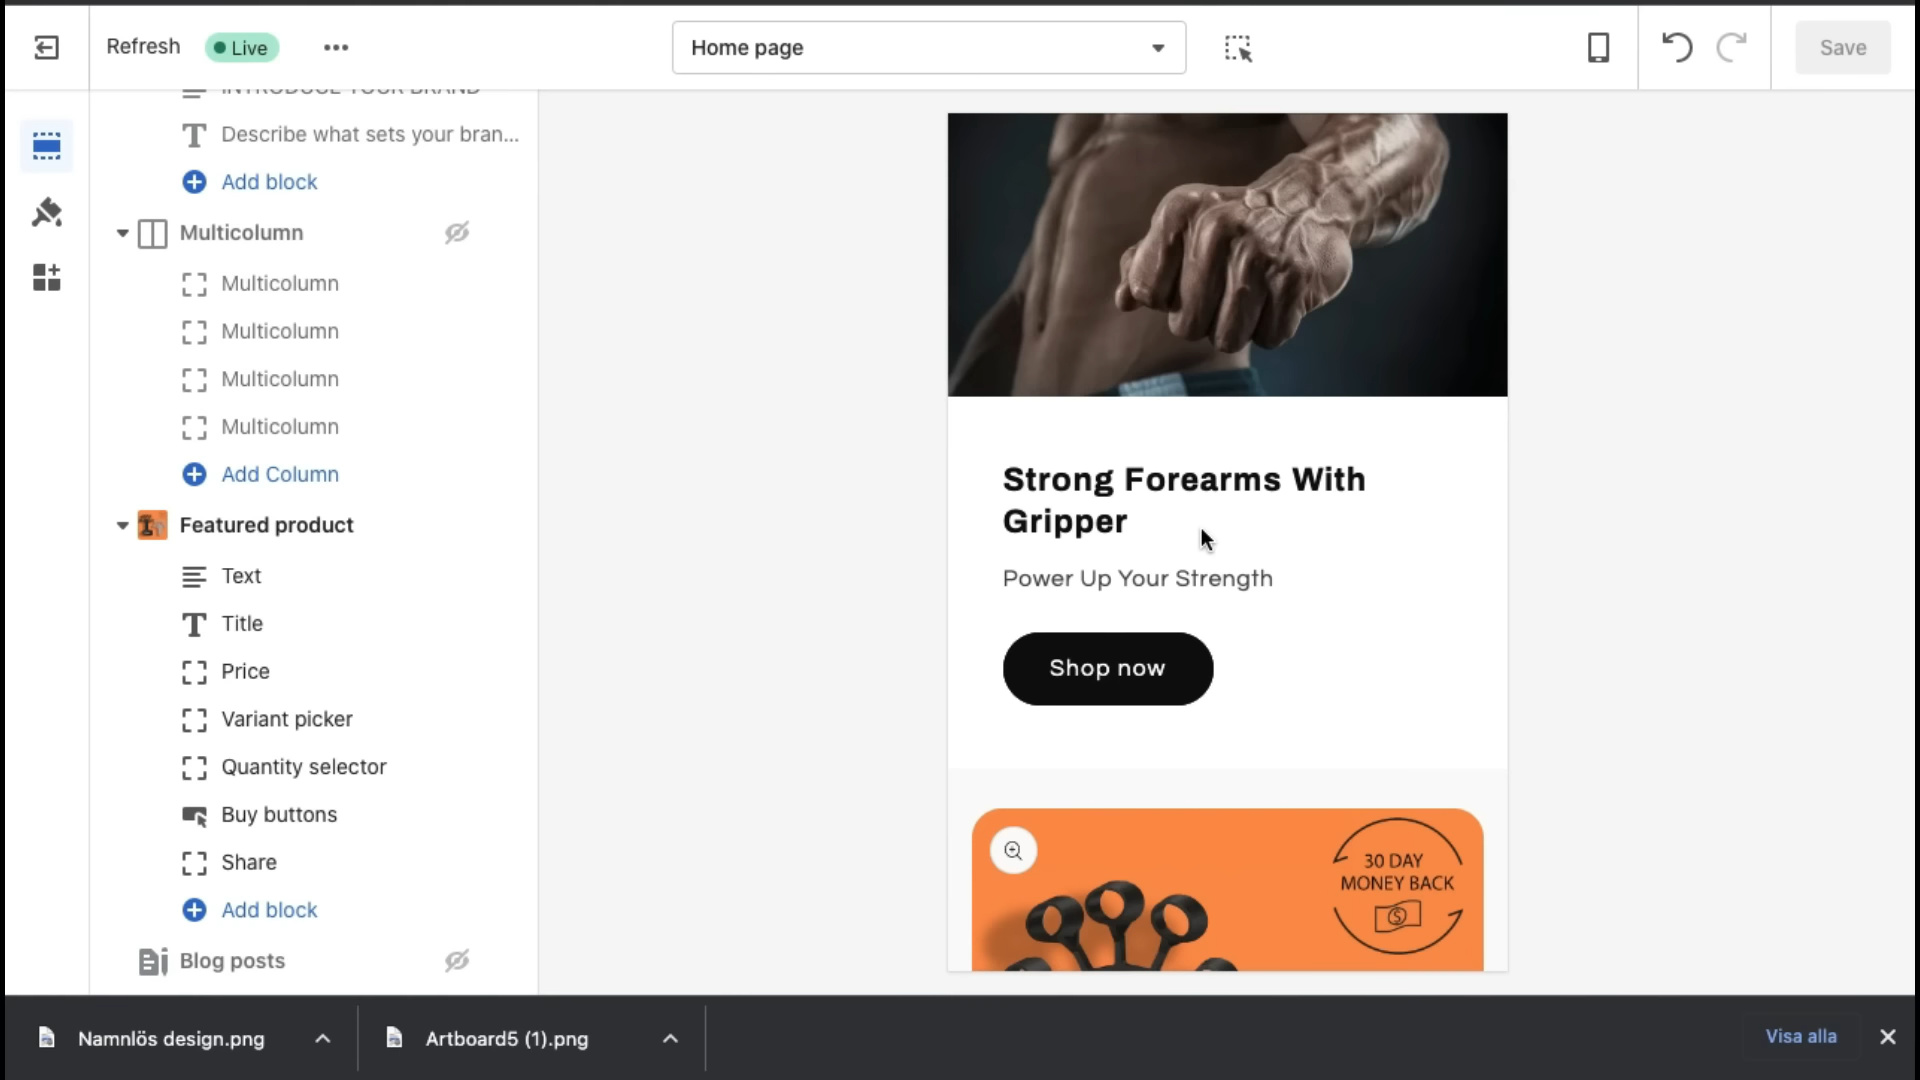 Refresh
Live
Home page
Save
INTRODUCE YOUR BRAND
Describe what sets your bran...
Add block
Multicolumn
Multicolumn
Multicolumn
Multicolumn
Multicolumn
Add Column
Featured product
Text
Title
Price
Variant picker
Quantity selector
Buy buttons
Share
Add block
Blog posts
Strong Forearms With
Gripper
Power Up Your Strength
Shop now
30 DAY
MONEY BACK
$
Namnlös design.png
Artboard5 (1).png
Visa alla